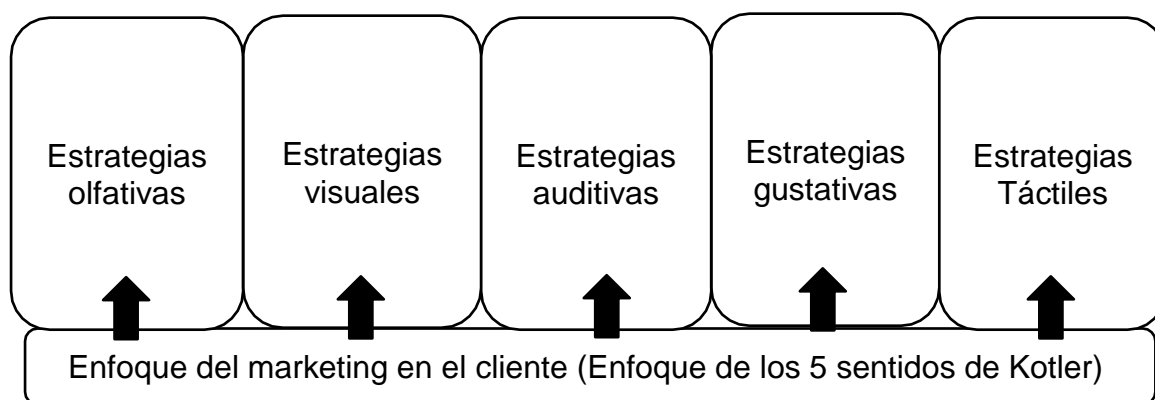 Estrategias
olfativas
Estrategias
visuales
Estrategias
auditivas
Estrategias
gustativas
Estrategias
Táctiles
Enfoque del marketing en el cliente (Enfoque de los 5 sentidos de Kotler)